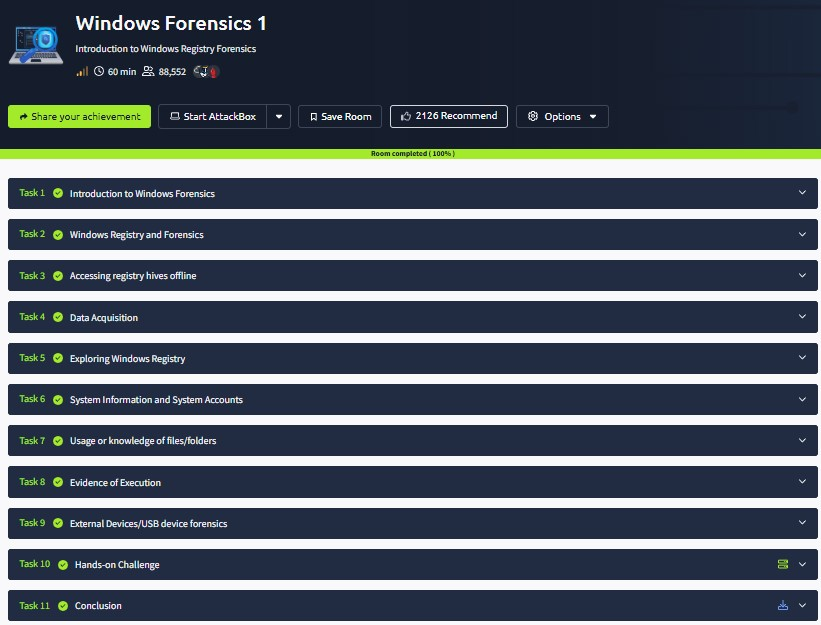 Windows Forensics 1
Introduction to Windows Registry Forensics
60 min 88,552
Share your achievement Start AttackBox Save Room 2126 Recommend Options
Room completed ( 100% )
Task 1 Introduction to Windows Forensics
Task 2 Windows Registry and Forensics
Task 3 Accessing registry hives offline
Task 4 Data Acquisition
Task 5 Exploring Windows Registry
Task 6 System Information and System Accounts
Task 7 Usage or knowledge of files/folders
Task 8 Evidence of Execution
Task 9 External Devices/USB device forensics
Task 10 Hands-on Challenge
Task 11 Conclusion